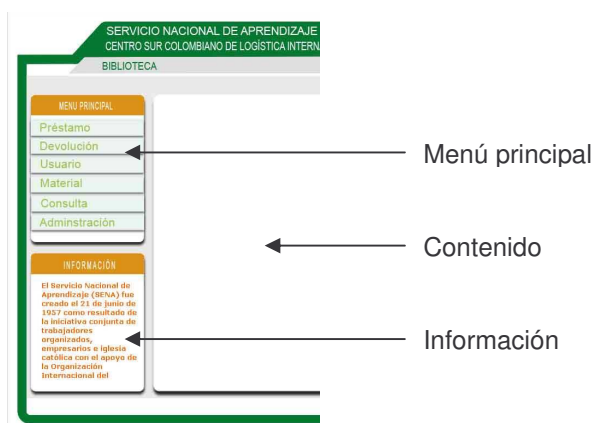 SERVICIO NACIONAL DE APRENDIZAJE
CENTRO SUR COLOMBIANO DE LOGÍSTICA INTERN
BIBLIOTECA
MENU PRINCIPAL
Préstamo
Devolución
Usuario
Material
Consulta
Adminstración
INFORMACIÓN
El Servicio Nacional de
Aprendizaje (SENA) fue
creado el 21 de junio de
1957 como resultado de
la iniciativa conjunta de
trabajadores
organizados,
empresarios e iglesia
católica con el apoyo de
la Organización
Internacional del
Menú principal
Contenido
Información